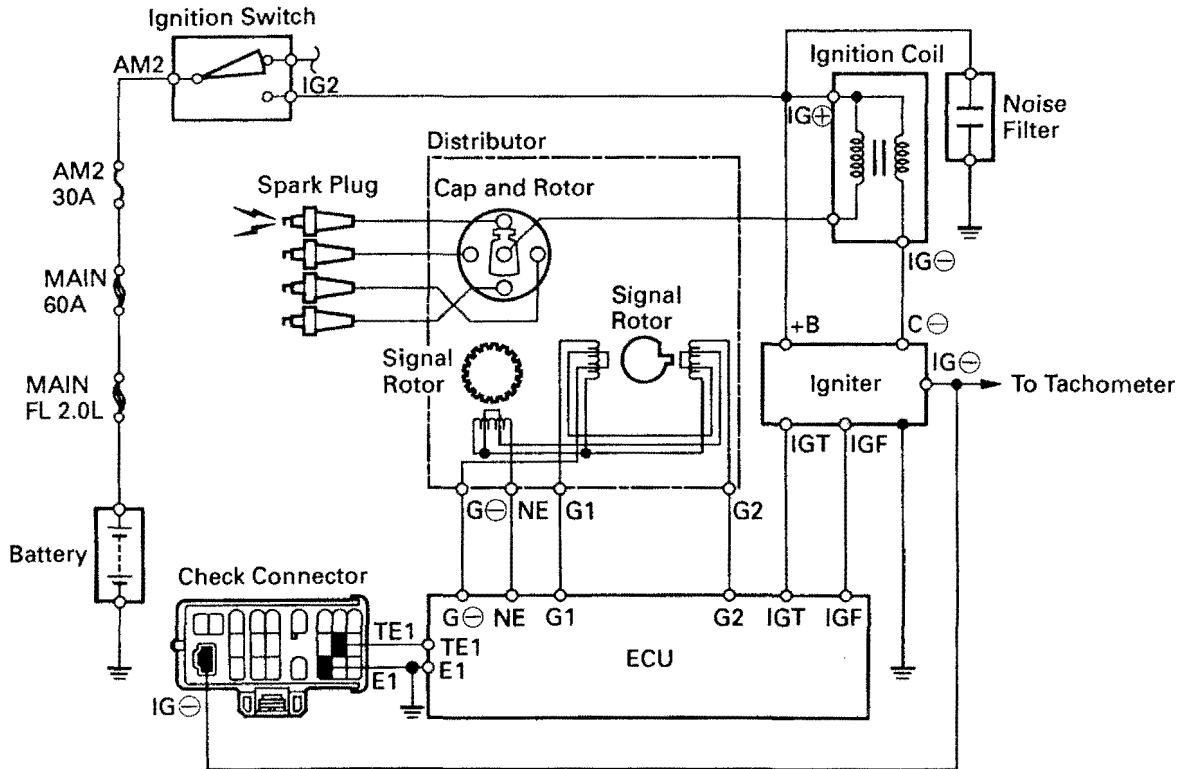 Ignition Switch
AM2
IG2
Ignition Coil
IG⊕
Noise
Filter
Distributor
AM2
30A
Spark Plug
Cap and Rotor
IG⊖
MAIN
60A
Signal
Rotor
+B
C⊖
Signal
Rotor
IG⊖
Igniter
To Tachometer
MAIN
FL 2.0L
IGT
IGF
G⊖
NE
G1
G2
Battery
Check Connector
G⊖
NE
G1
G2
IGT
IGF
TE1
TE1
ECU
E1
E1
IG⊖